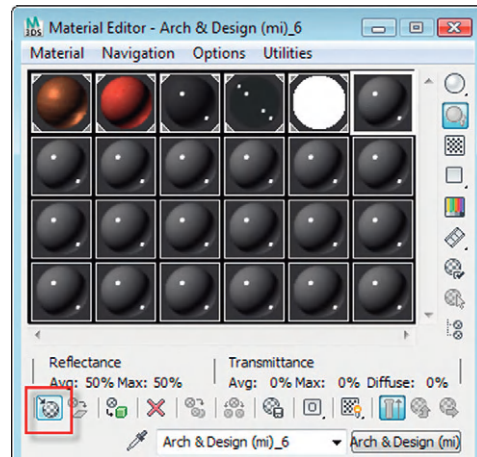 3DS
Material Editor - Arch & Design (mi)_6
Material Navigation Options Utilities
Reflectance Transmittance
Avg: 50% Max: 50% Avg: 0% Max: 0% Diffuse: 0%
Arch & Design (mi)_6 Arch & Design (mi)